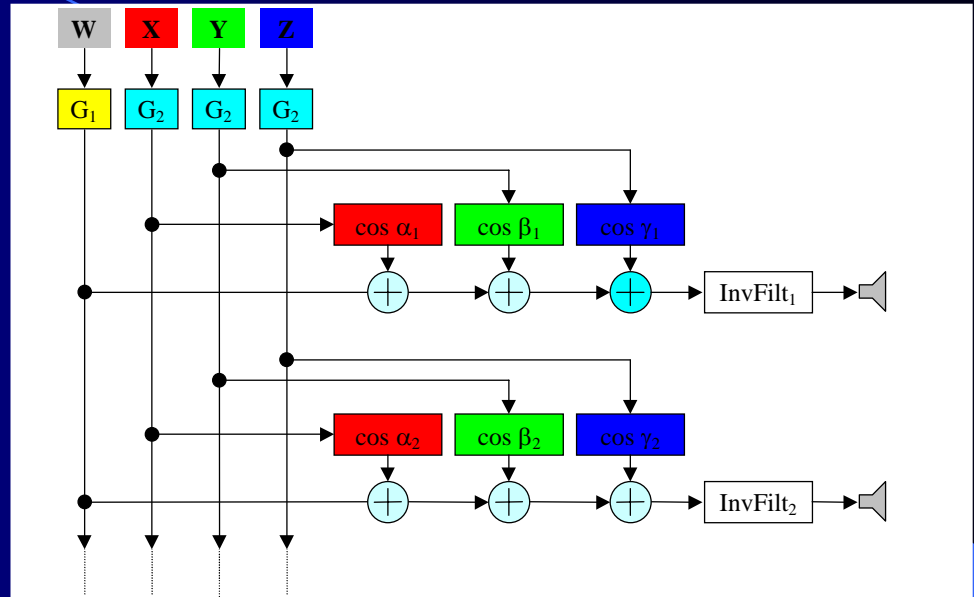 W X Y Z
G₁ G₂ G₂ G₂
cos α₁ cos β₁ cos γ₁
InvFilt₁
cos α₂ cos β₂ cos γ₂
InvFilt₂